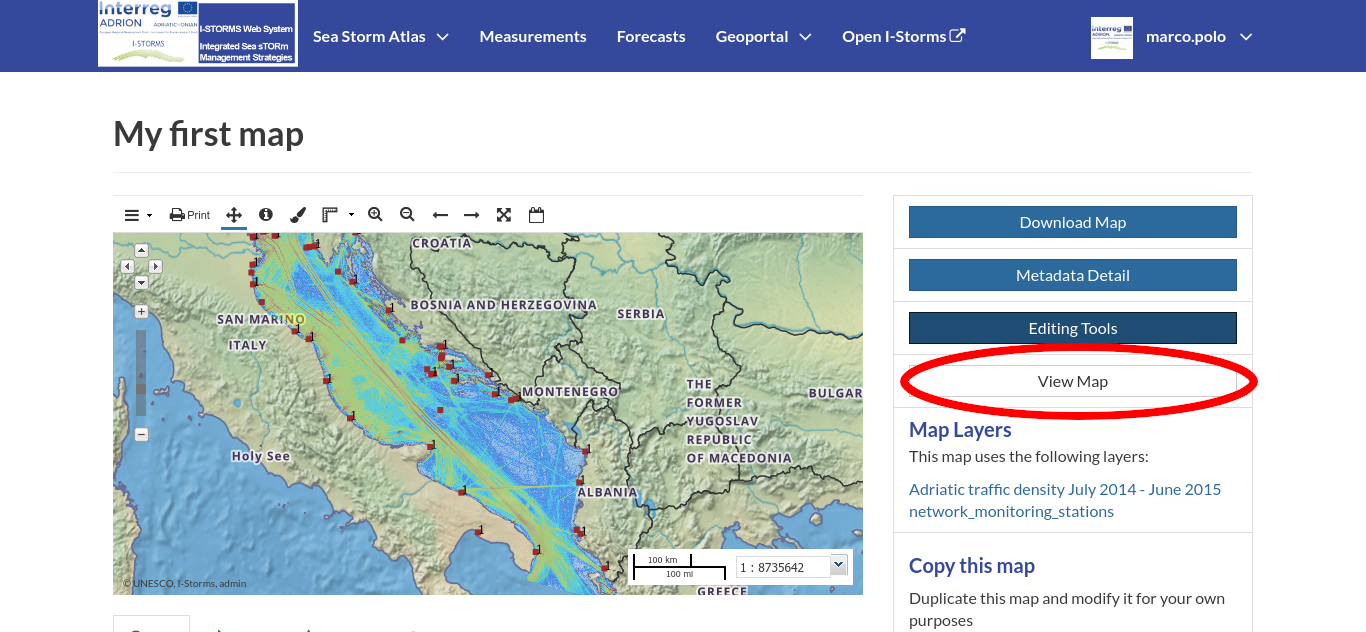 Interreg
ADRION ADRIATIC-IONIAN
I-STORMS
I-STORMS Web System
Integrated Sea sTORm
Management Strategies
Sea Storm Atlas
Measurements
Forecasts
Geoportal
Open I-Storms
marco.polo
My first map
Print
CROATIA
BOSNIA AND HERZEGOVINA
SAN MARINO
SERBIA
ITALY
MONTENEGRO
THE
FORMER
YUGOSLAV
REPUBLIC
OF MACEDONIA
BULGAR
Holy See
ALBANIA
GREECE
© UNESCO, I-Storms, admin
100 km
100 mi
1 : 8735642
Download Map
Metadata Detail
Editing Tools
View Map
Map Layers
This map uses the following layers:
Adriatic traffic density July 2014 - June 2015
network_monitoring_stations
Copy this map
Duplicate this map and modify it for your own
purposes